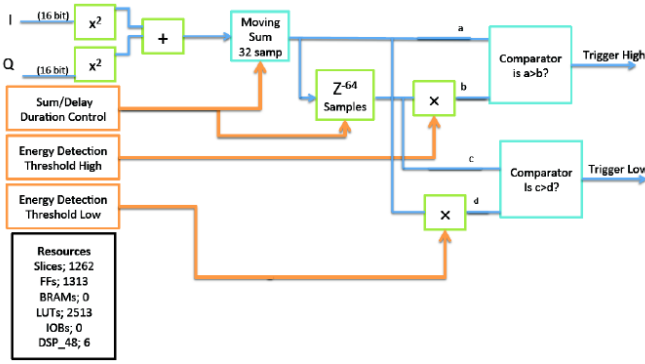 I
(16 bit)
x²
+
Q
(16 bit)
x²
Moving
Sum
32 samp
a
Comparator
is a>b?
Trigger High
Z⁻⁶⁴
Samples
×
b
Sum/Delay
Duration Control
Energy Detection
Threshold High
c
Comparator
Is c>d?
Trigger Low
Energy Detection
Threshold Low
×
d
Resources
Slices; 1262
FFs; 1313
BRAMs; 0
LUTs; 2513
IOBs; 0
DSP_48; 6